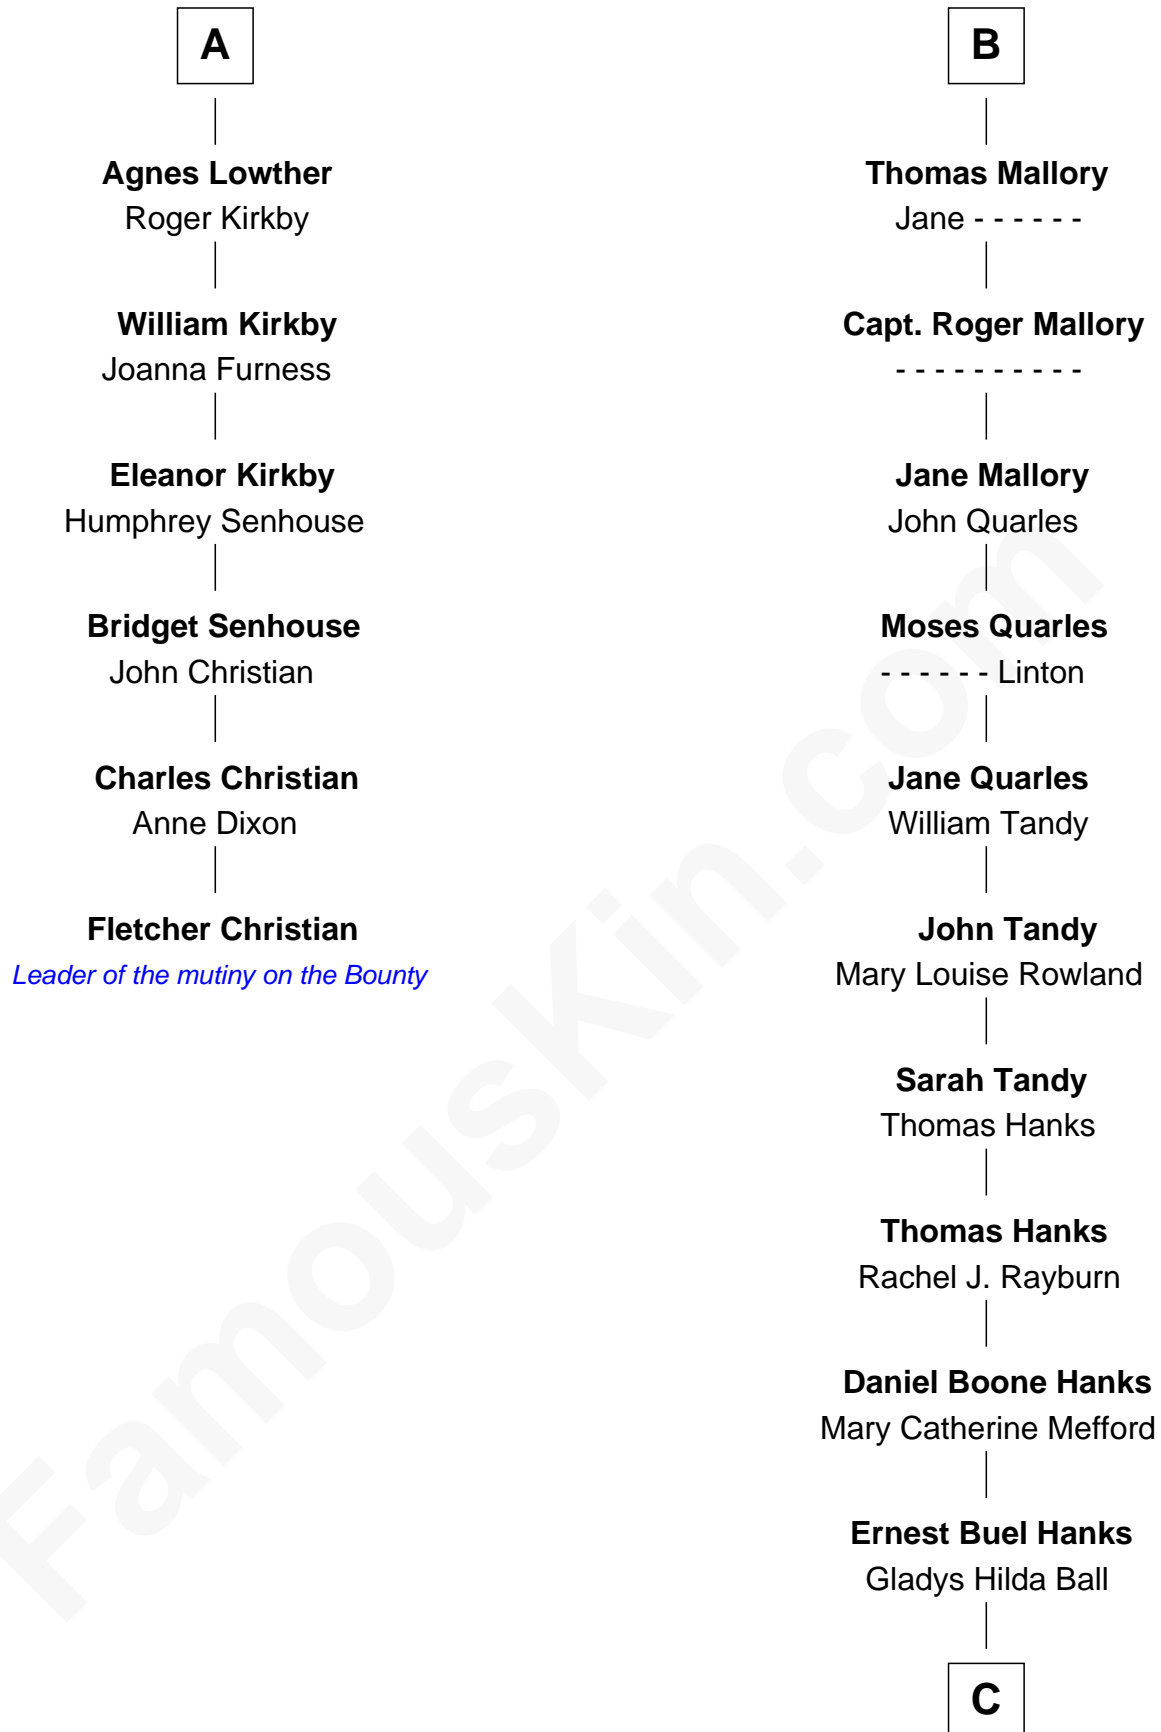 A
Agnes Lowther
Roger Kirkby
William Kirkby
Joanna Furness
Eleanor Kirkby
Humphrey Senhouse
Bridget Senhouse
John Christian
Charles Christian
Anne Dixon
Fletcher Christian
Leader of the mutiny on the Bounty
B
Thomas Mallory
Jane - - - - - -
Capt. Roger Mallory
- - - - - - - - - -
Jane Mallory
John Quarles
Moses Quarles
- - - - - - Linton
Jane Quarles
William Tandy
John Tandy
Mary Louise Rowland
Sarah Tandy
Thomas Hanks
Thomas Hanks
Rachel J. Rayburn
Daniel Boone Hanks
Mary Catherine Mefford
Ernest Buel Hanks
Gladys Hilda Ball
C
FamousKin.com